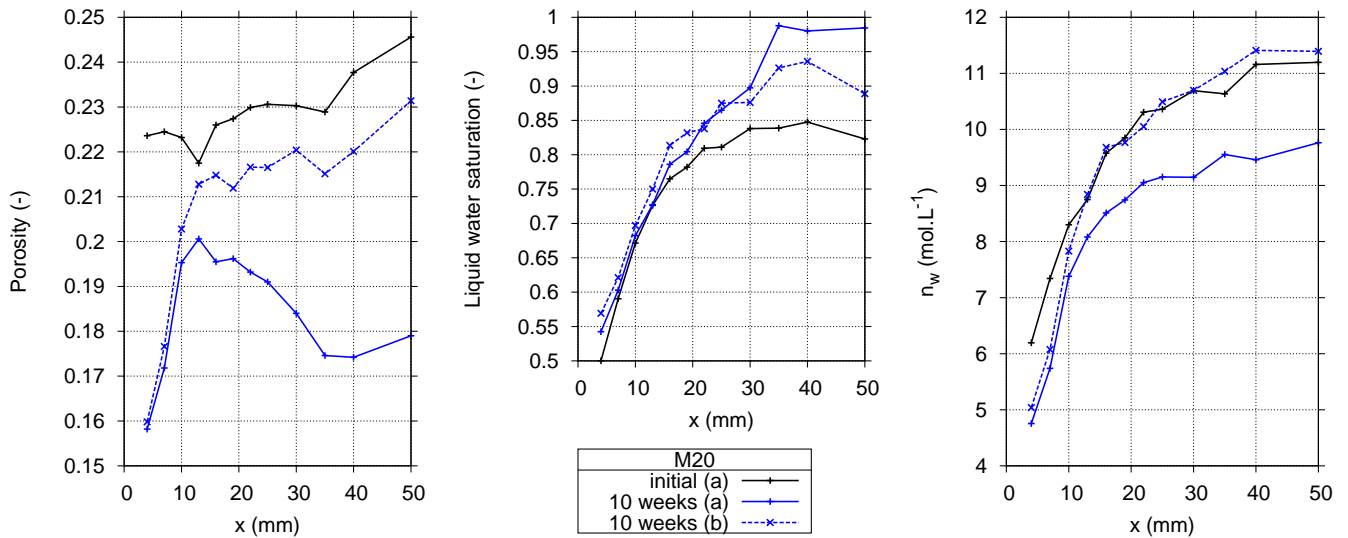 0.25
0.24
0.23
0.22
0.21
0.2
0.19
0.18
0.17
0.16
0.15
0 10 20 30 40 50
x (mm)
Porosity (-)
1
0.95
0.9
0.85
0.8
0.75
0.7
0.65
0.6
0.55
0.5
0 10 20 30 40 50
x (mm)
Liquid water saturation (-)
M20
initial (a)
10 weeks (a)
10 weeks (b)
12
11
10
9
8
7
6
5
4
0 10 20 30 40 50
x (mm)
n_w (mol.L⁻¹)